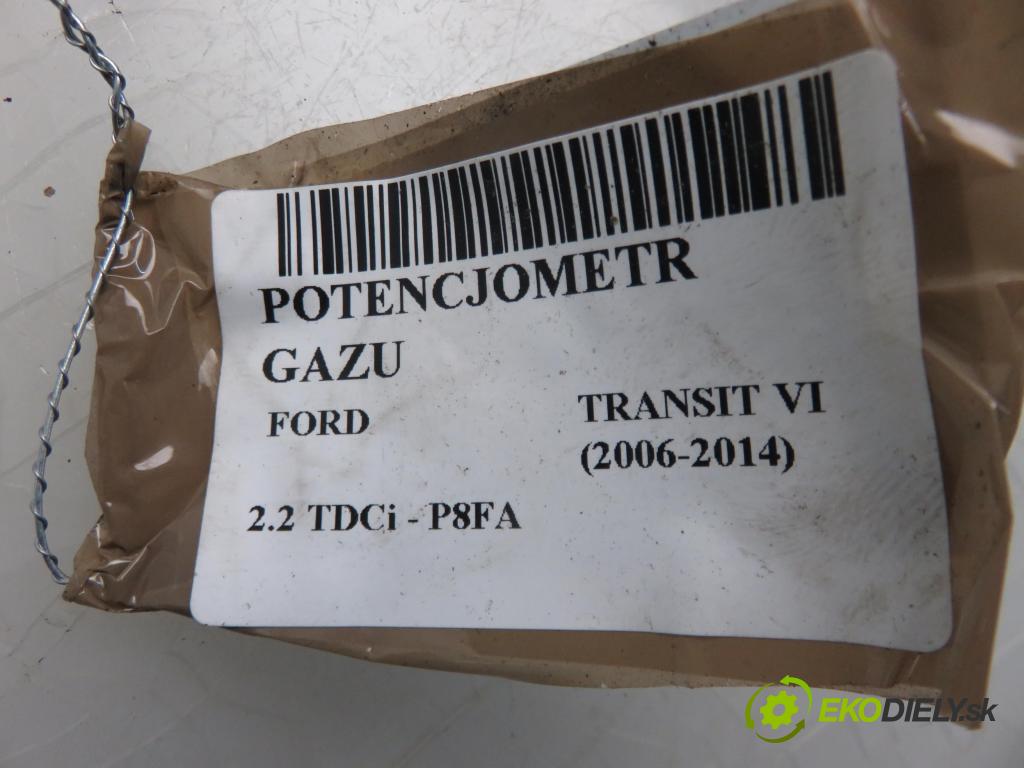 POTENCJOMETR
GAZU
FORD
TRANSIT VI
(2006-2014)
2.2 TDCi - P8FA
EKODIELY.sk